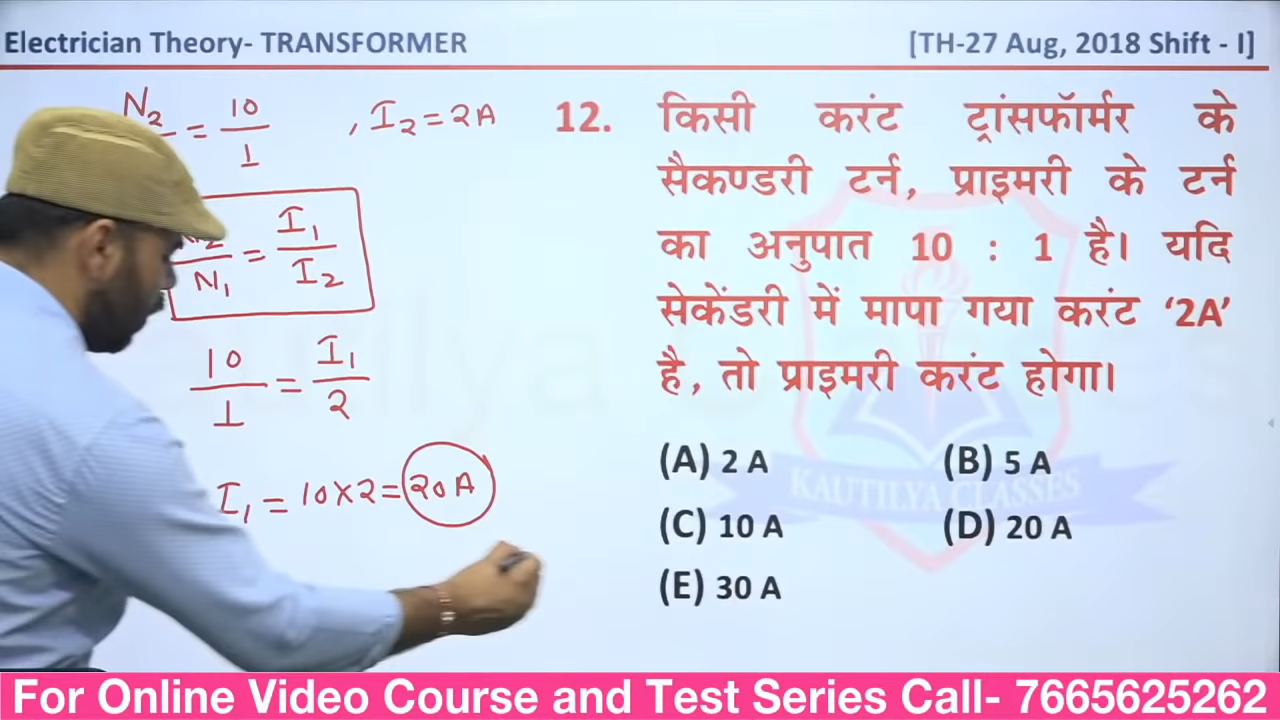 Electrician Theory- TRANSFORMER
[TH-27 Aug, 2018 Shift - I]
N₂ = 10/1 , I₂ = 2A
N₁ = I₁/I₂
10/1 = I₁/2
I₁ = 10×2 = 20A
12. किसी करंट ट्रांसफॉर्मर के
सैकण्डरी टर्न, प्राइमरी के टर्न
का अनुपात 10 : 1 है। यदि
सेकेंडरी में मापा गया करंट ‘2A’
है, तो प्राइमरी करंट होगा।
(A) 2 A
(B) 5 A
(C) 10 A
(D) 20 A
(E) 30 A
KAUTILYA CLASSES
For Online Video Course and Test Series Call- 7665625262